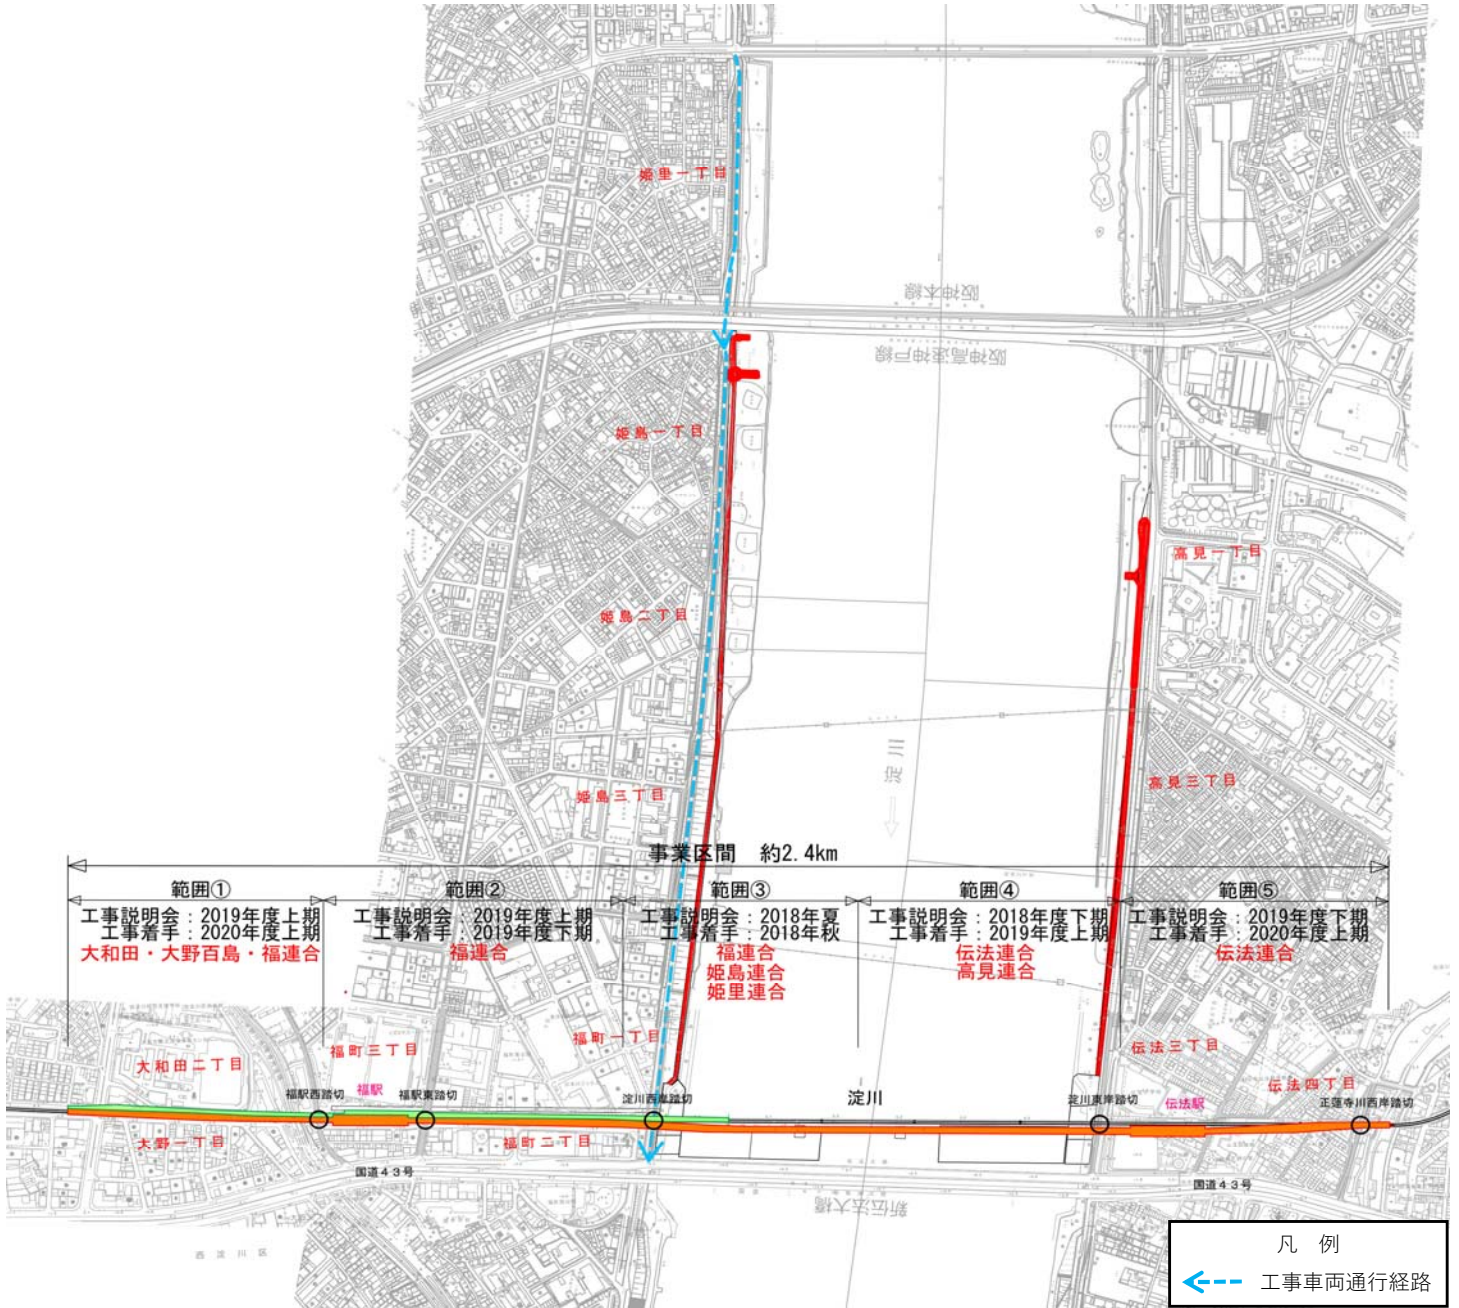 姫里一丁目
阪神本線
阪神高速神戸線
姫島一丁目
高見一丁目
姫島二丁目
淀川
高見三丁目
姫島三丁目
事業区間 約2.4km
範囲①
工事説明会：2019年度上期
工事着手：2020年度上期
大和田・大野百島・福連合
範囲②
工事説明会：2019年度上期
工事着手：2019年度下期
福連合
範囲③
工事説明会：2018年夏
工事着手：2018年秋
福連合
姫島連合
姫里連合
範囲④
工事説明会：2018年度下期
工事着手：2019年度上期
伝法連合
高見連合
範囲⑤
工事説明会：2019年度下期
工事着手：2020年度上期
伝法連合
福町一丁目
福町三丁目
大和田二丁目
伝法三丁目
伝法四丁目
福駅西踏切
福駅
福駅東踏切
淀川西岸踏切
淀川
淀川東岸踏切
伝法駅
正蓮寺川西岸踏切
大野一丁目
福町二丁目
国道43号
国道43号
新伝法大橋
西淀川区
凡 例
工事車両通行経路